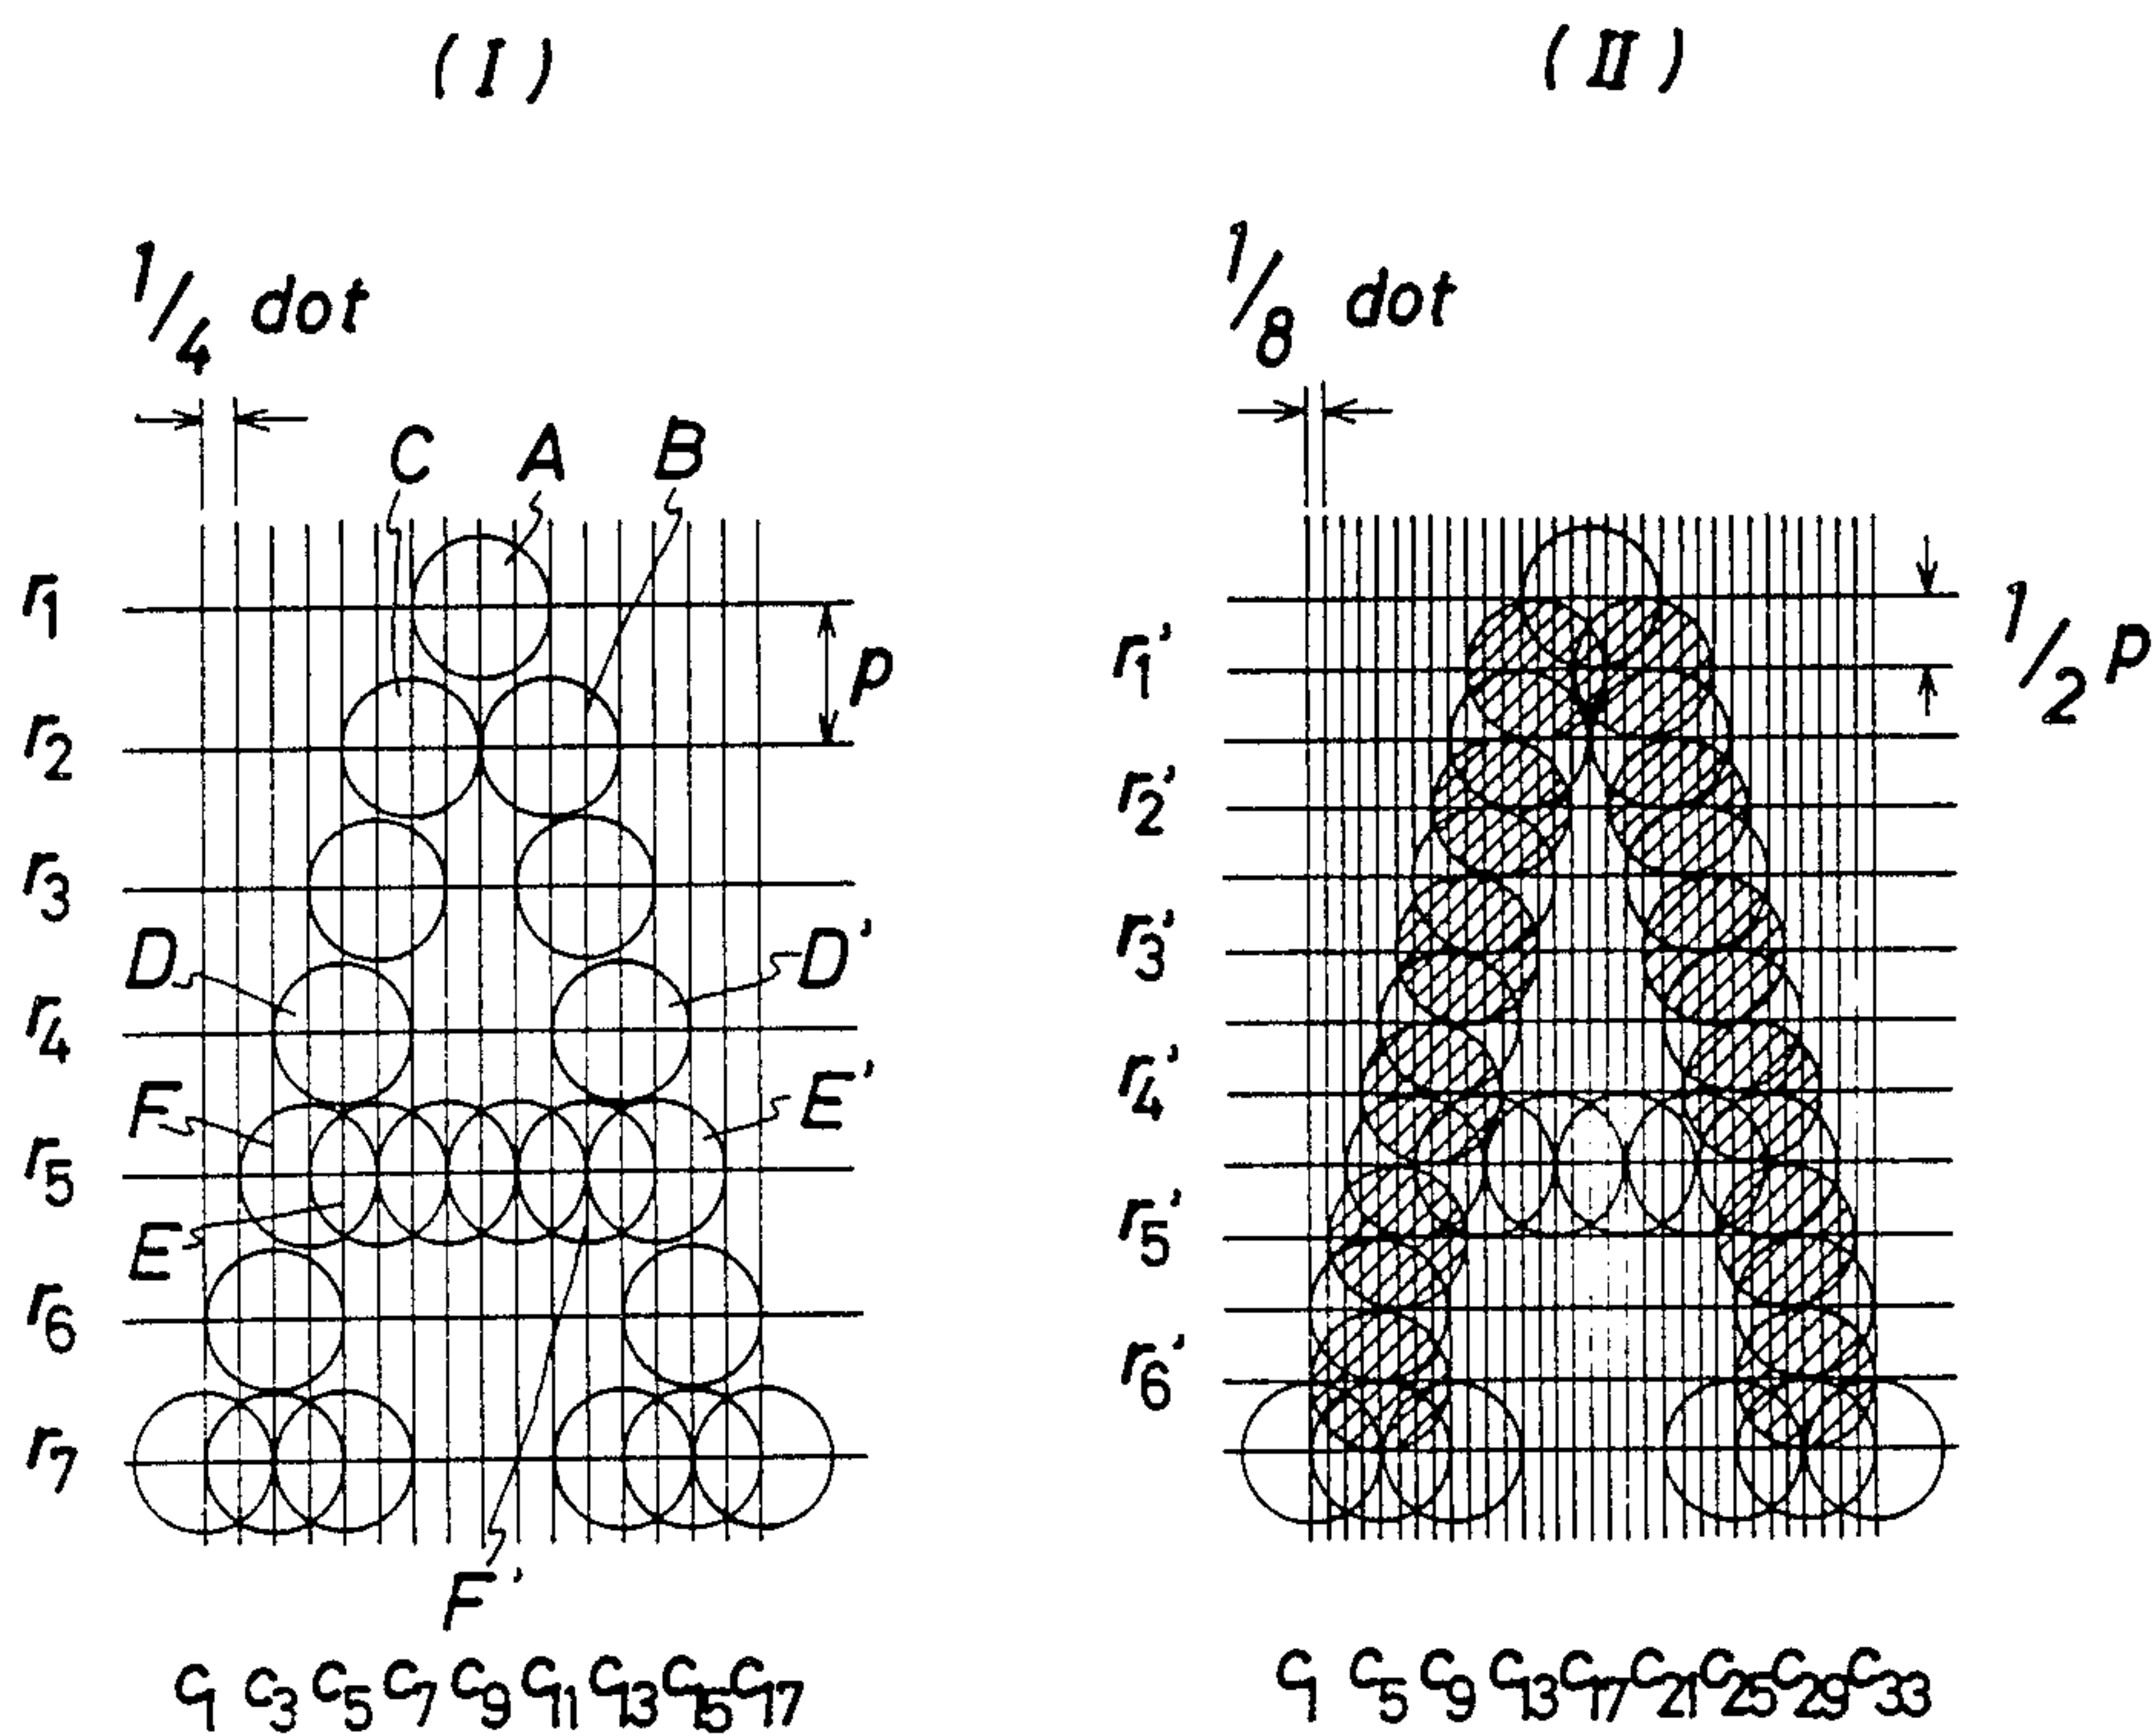 (I)
(II)
1/4 dot
1/8 dot
C A B
r1
P
r2
r3
D D'
r4
F E'
r5
E
r6
r7
F'
c1 c3 c5 c7 c9 c11 c13 c15 c17
r1'
1/2 P
r2'
r3'
r4'
r5'
r6'
c1 c5 c9 c13 c17 c21 c25 c29 c33